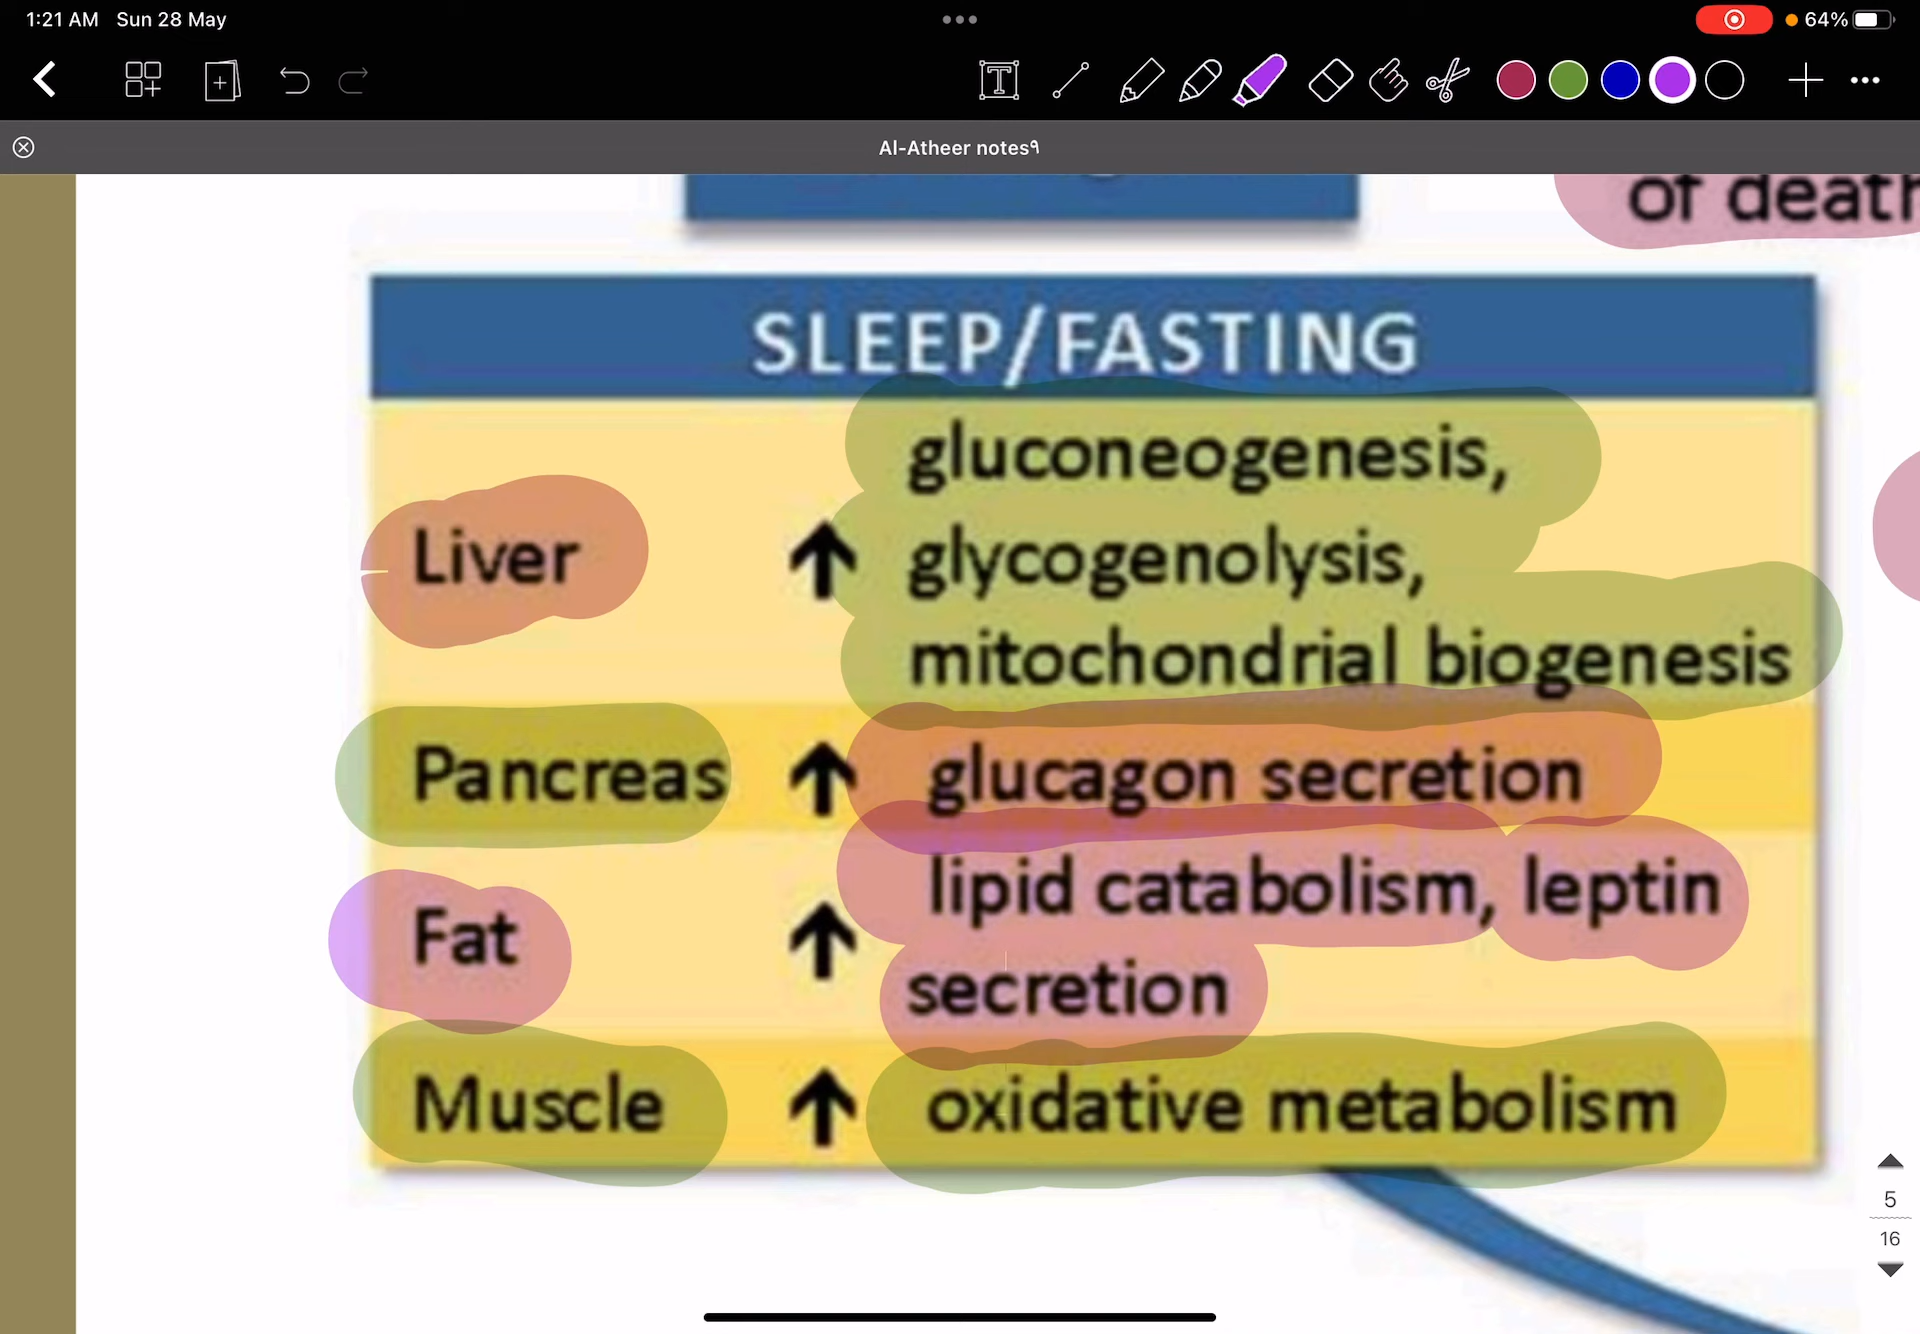 1:21 AM Sun 28 May
64%
T
Al-Atheer notes٩
of death
SLEEP/FASTING
Liver ↑ gluconeogenesis,
glycogenolysis,
mitochondrial biogenesis
Pancreas ↑ glucagon secretion
Fat ↑ lipid catabolism, leptin
secretion
Muscle ↑ oxidative metabolism
5
16